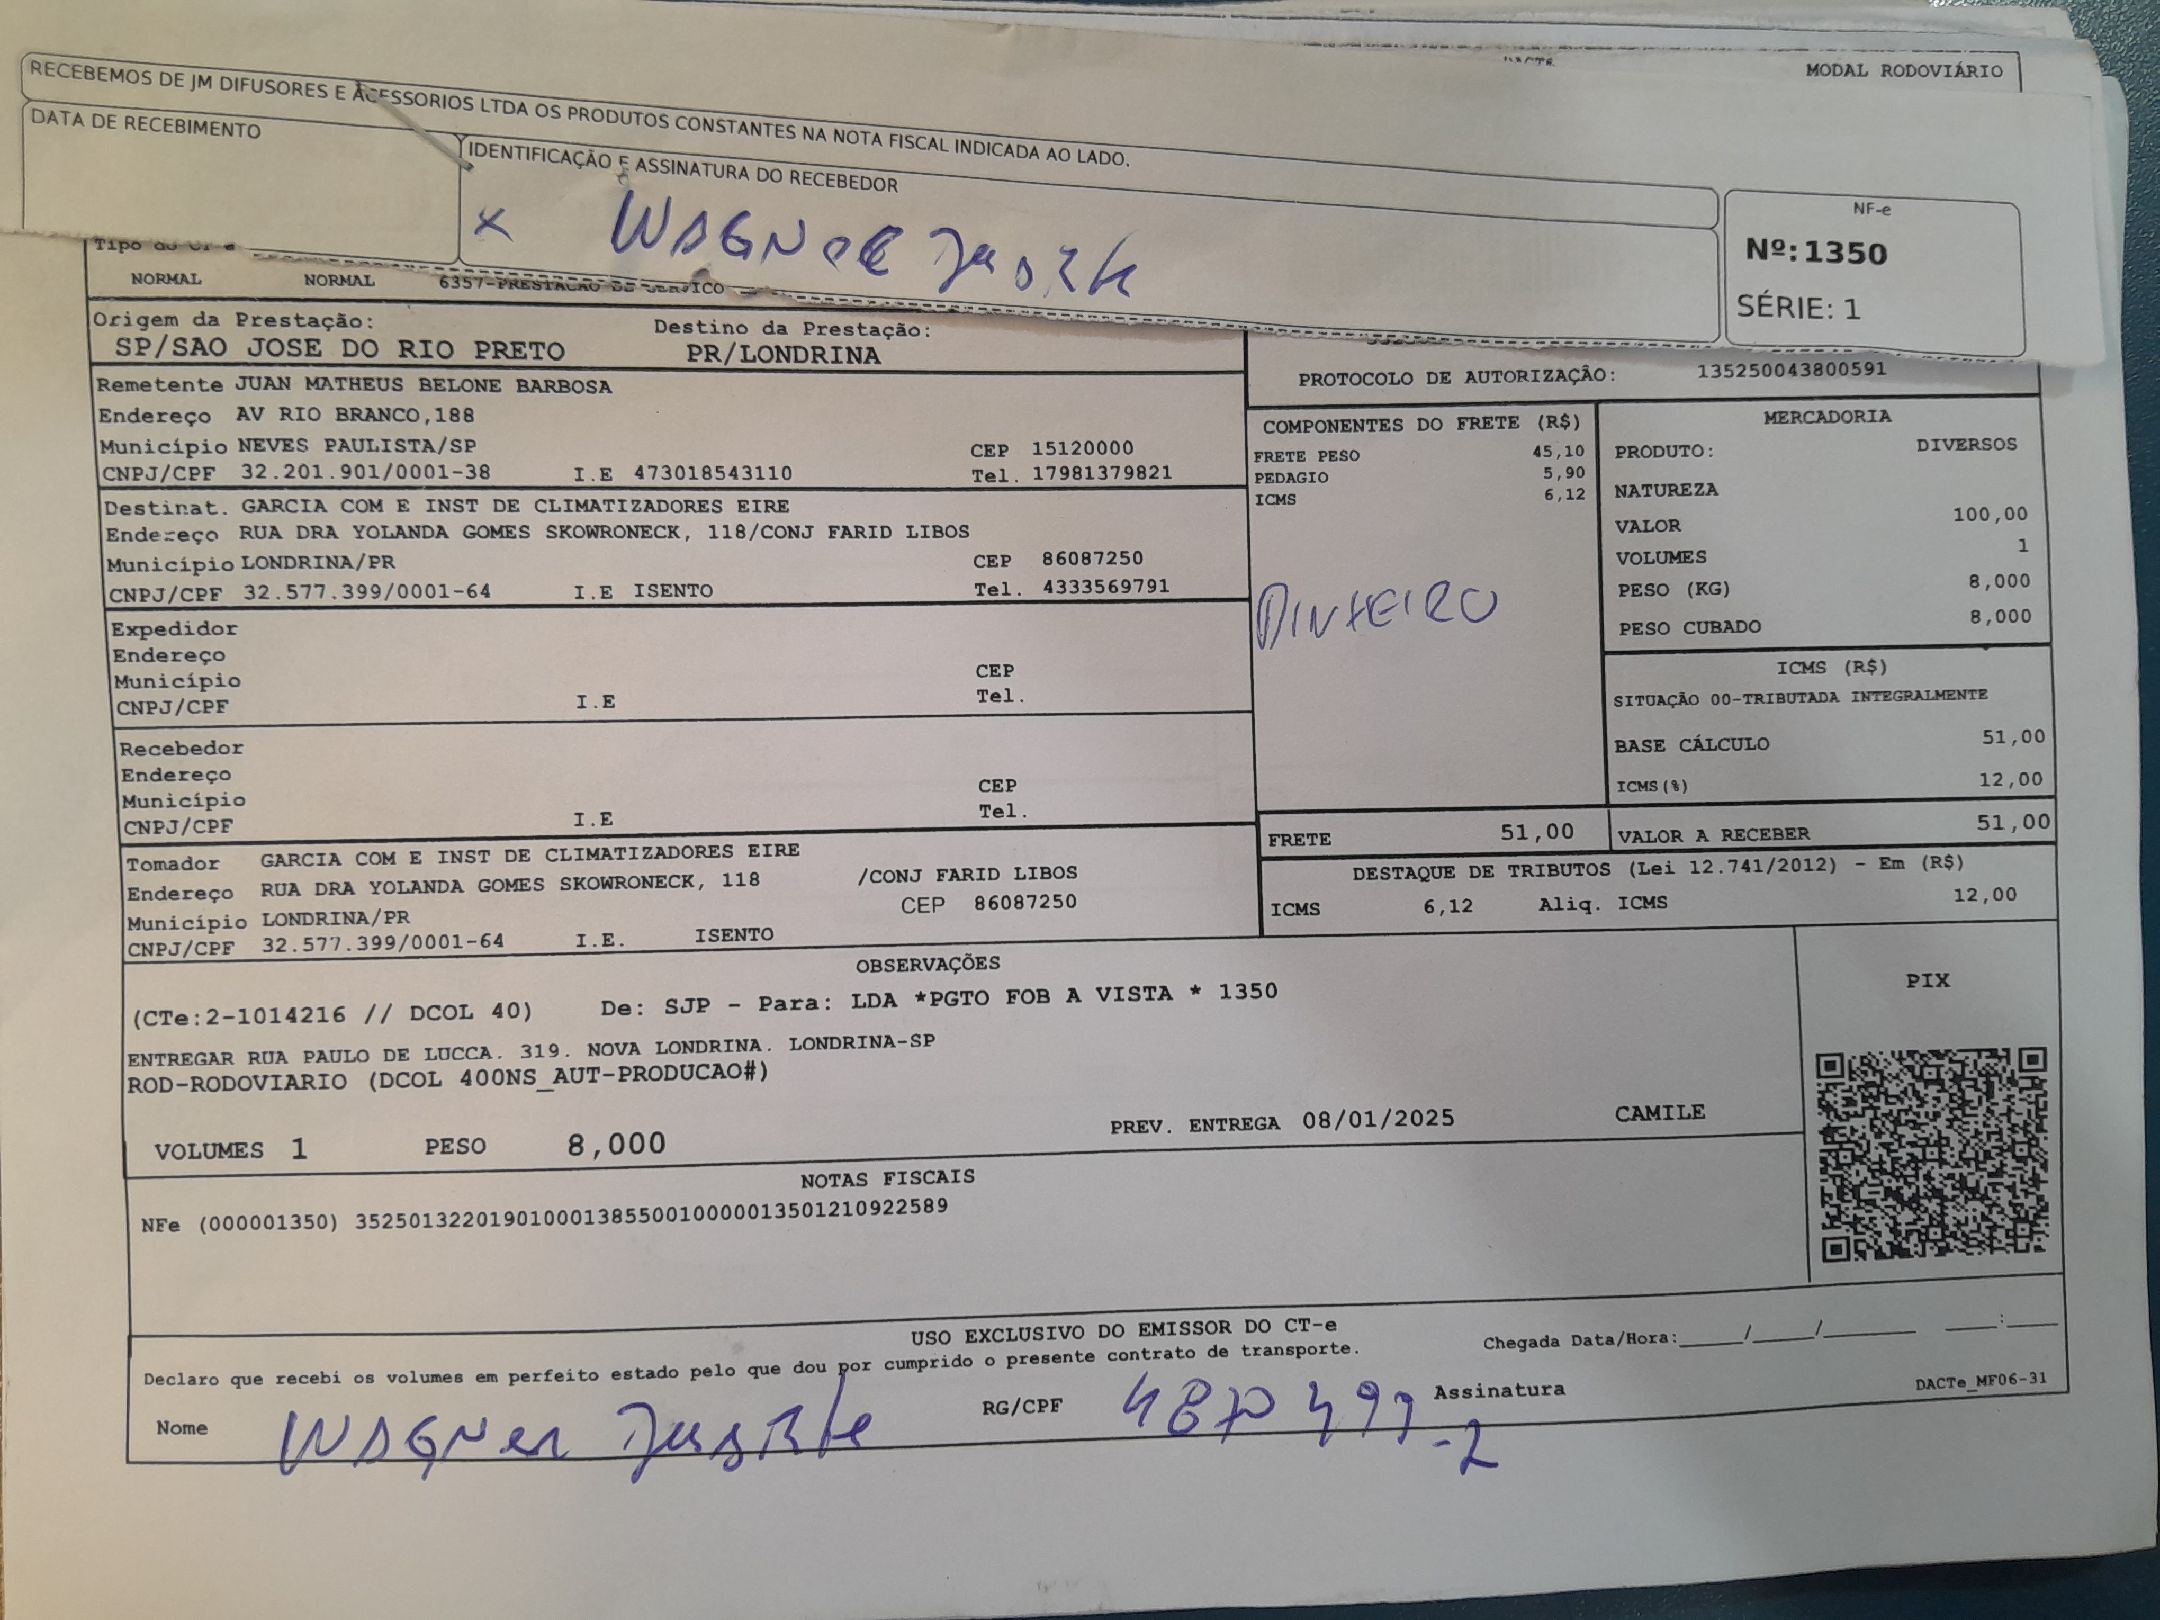 MODAL RODOVIÁRIO
RECEBEMOS DE JM DIFUSORES E ACESSORIOS LTDA OS PRODUTOS CONSTANTES NA NOTA FISCAL INDICADA AO LADO.
DATA DE RECEBIMENTO
IDENTIFICAÇÃO E ASSINATURA DO RECEBEDOR
X WAGNER DUARTE
NF-e
Nº:1350
SÉRIE: 1
NORMAL NORMAL 6357-PRESTACAO DE SERVICO
Origem da Prestação: Destino da Prestação:
SP/SAO JOSE DO RIO PRETO PR/LONDRINA
Remetente JUAN MATHEUS BELONE BARBOSA
Endereço AV RIO BRANCO,188
Município NEVES PAULISTA/SP CEP 15120000
CNPJ/CPF 32.201.901/0001-38 I.E 473018543110 Tel. 17981379821
Destinat. GARCIA COM E INST DE CLIMATIZADORES EIRE
Endereço RUA DRA YOLANDA GOMES SKOWRONECK, 118/CONJ FARID LIBOS
Município LONDRINA/PR CEP 86087250
CNPJ/CPF 32.577.399/0001-64 I.E ISENTO Tel. 4333569791
Expedidor
Endereço
Município CEP
CNPJ/CPF I.E Tel.
Recebedor
Endereço
Município CEP
CNPJ/CPF I.E Tel.
Tomador GARCIA COM E INST DE CLIMATIZADORES EIRE
Endereço RUA DRA YOLANDA GOMES SKOWRONECK, 118 /CONJ FARID LIBOS
Município LONDRINA/PR CEP 86087250
CNPJ/CPF 32.577.399/0001-64 I.E. ISENTO
PROTOCOLO DE AUTORIZAÇÃO: 135250043800591
COMPONENTES DO FRETE (R$)
FRETE PESO 45,10
PEDAGIO 5,90
ICMS 6,12
DINHEIRO
MERCADORIA
PRODUTO: DIVERSOS
NATUREZA
VALOR 100,00
VOLUMES 1
PESO (KG) 8,000
PESO CUBADO 8,000
ICMS (R$)
SITUAÇÃO 00-TRIBUTADA INTEGRALMENTE
BASE CÁLCULO 51,00
ICMS(%) 12,00
FRETE 51,00 VALOR A RECEBER 51,00
DESTAQUE DE TRIBUTOS (Lei 12.741/2012) - Em (R$)
ICMS 6,12 Aliq. ICMS 12,00
OBSERVAÇÕES
(CTe:2-1014216 // DCOL 40) De: SJP - Para: LDA *PGTO FOB A VISTA * 1350
ENTREGAR RUA PAULO DE LUCCA. 319. NOVA LONDRINA. LONDRINA-SP
ROD-RODOVIARIO (DCOL 400NS_AUT-PRODUCAO#)
VOLUMES 1 PESO 8,000 PREV. ENTREGA 08/01/2025 CAMILE
PIX
NOTAS FISCAIS
NFe (000001350) 35250132201901000138550010000013501210922589
USO EXCLUSIVO DO EMISSOR DO CT-e
Declaro que recebi os volumes em perfeito estado pelo que dou por cumprido o presente contrato de transporte.
Chegada Data/Hora:____/____/______ ___:___
Nome WAGNER DUARTE RG/CPF 4870499-2 Assinatura
DACTe_MF06-31